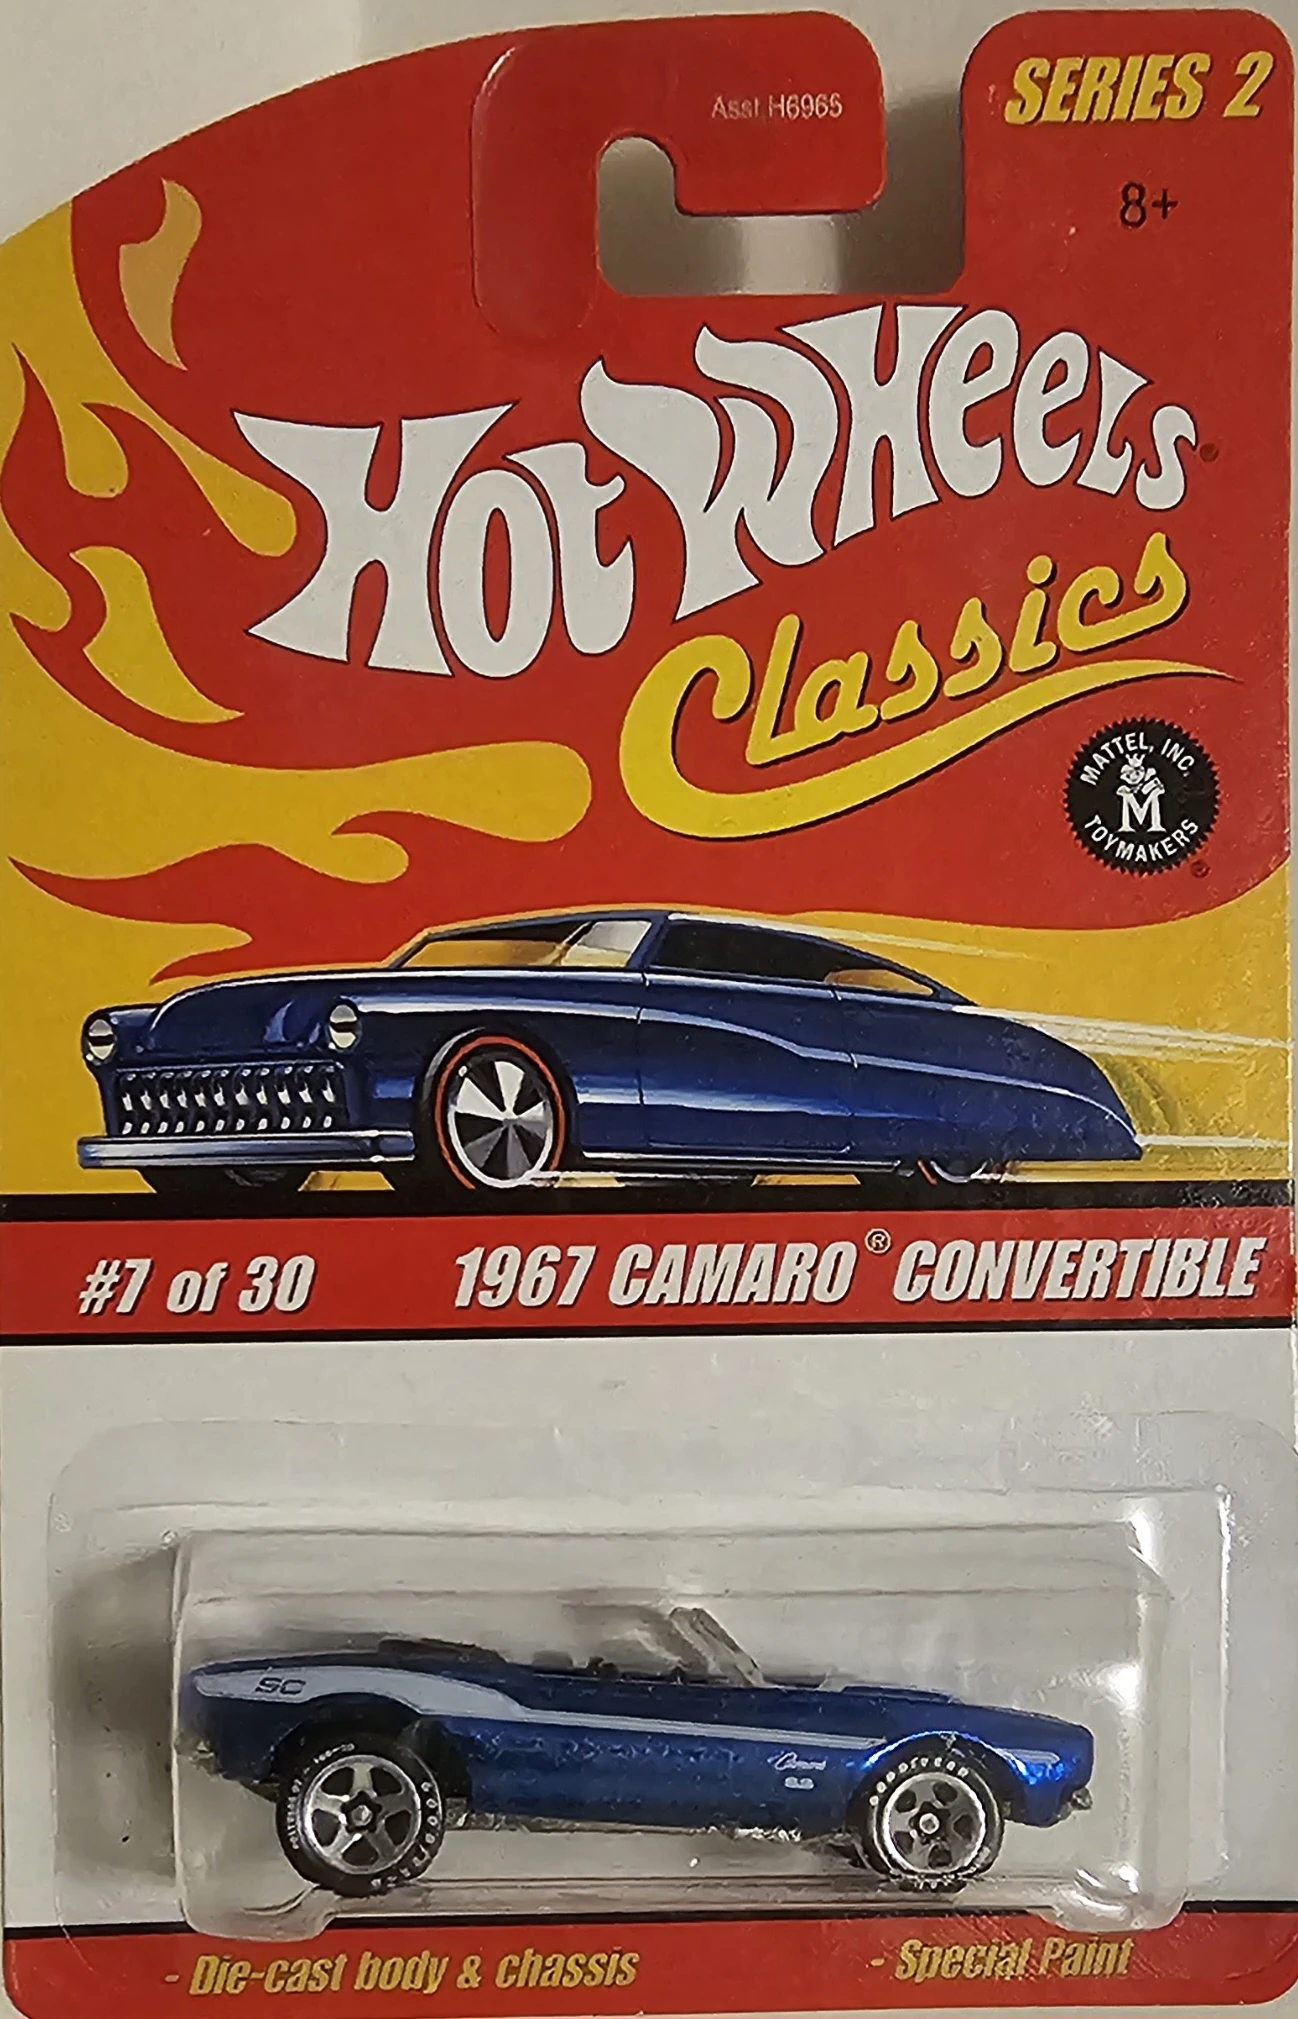 Asst. H6965
SERIES 2
8+
HOT WHEELS
Classics
MATTEL, INC.
M
TOYMAKERS
#7 of 30
1967 CAMARO® CONVERTIBLE
SC
Camaro
- Die-cast body & chassis
- Special Paint